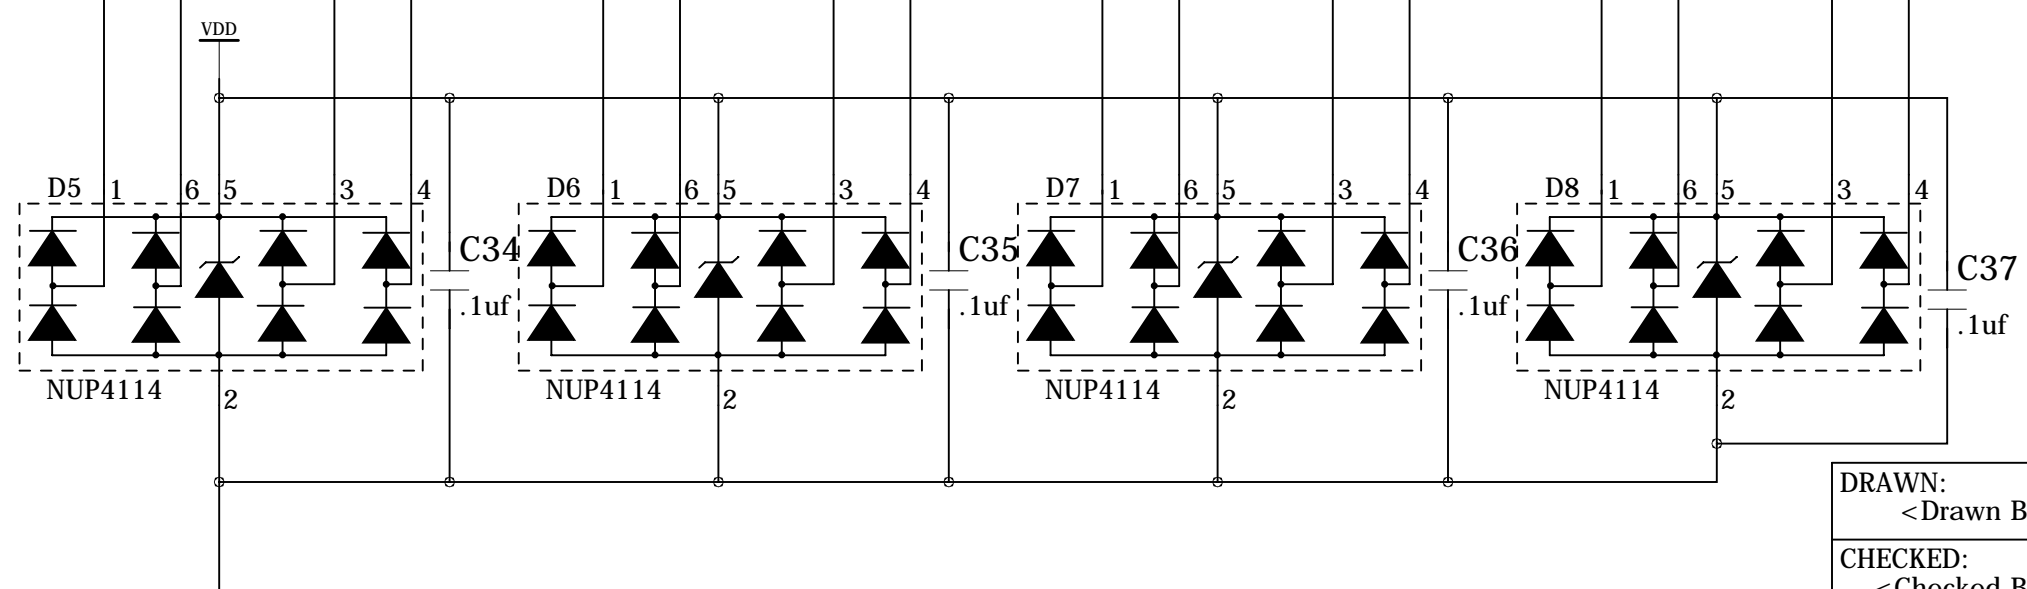 VDD
D5 1 6 5 3 4
D6 1 6 5 3 4
D7 1 6 5 3 4
D8 1 6 5 3 4
C34
.1uf
C35
.1uf
C36
.1uf
C37
.1uf
NUP4114
2
NUP4114
2
NUP4114
2
NUP4114
2
DRAWN:
<Drawn B
CHECKED:
<Checked B